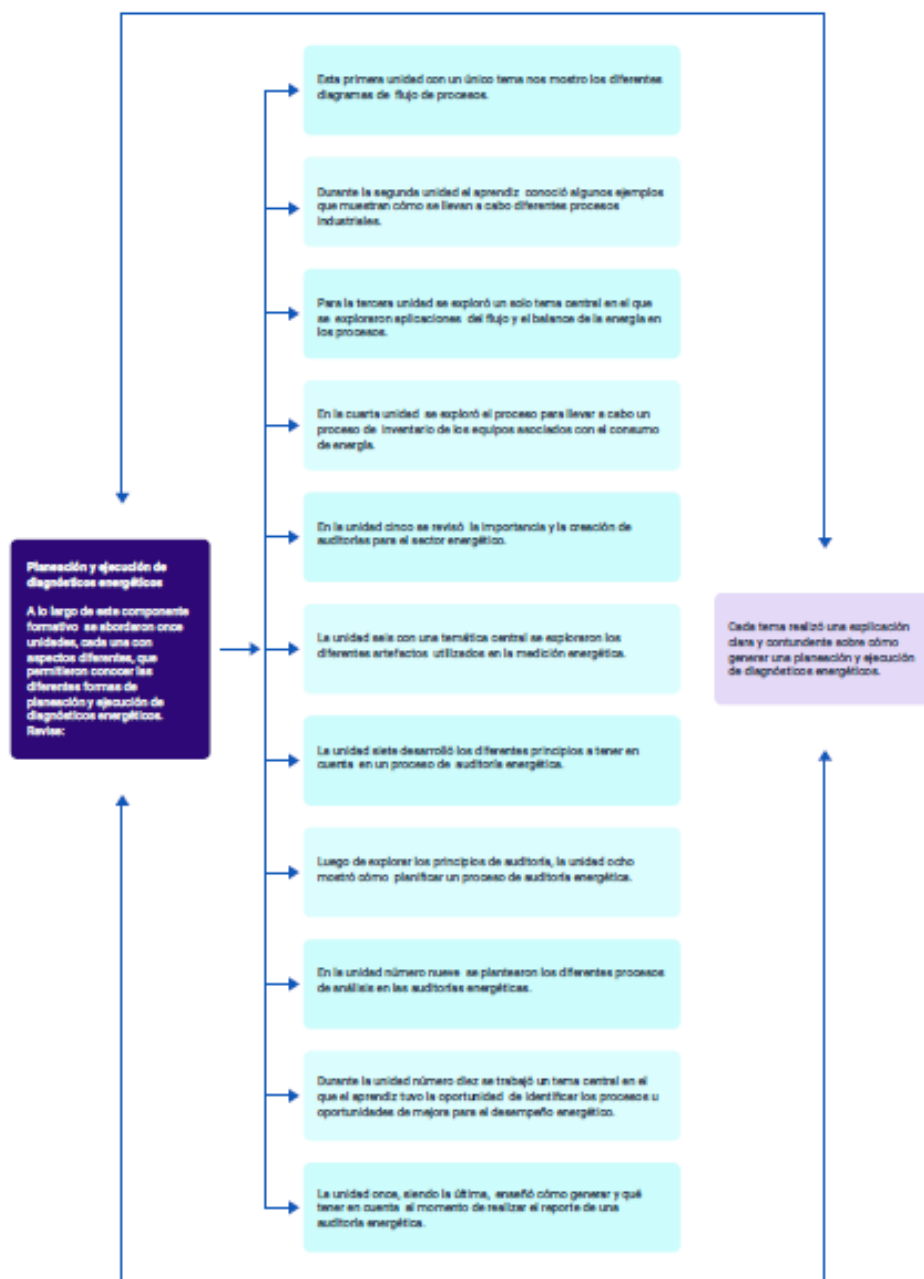 Planeación y ejecución de
diagnósticos energéticos
A lo largo de este componente
formativo se abordaron once
unidades, cada una con
aspectos diferentes, que
permitieron conocer las
diferentes formas de
planeación y ejecución de
diagnósticos energéticos.
Revise:
Esta primera unidad con un único tema nos mostro los diferentes
diagramas de flujo de procesos.
Durante la segunda unidad el aprendiz conoció algunos ejemplos
que muestran cómo se llevan a cabo diferentes procesos
industriales.
Para la tercera unidad se exploró un solo tema central en el que
se exploraron aplicaciones del flujo y el balance de la energía en
los procesos.
En la cuarta unidad se exploró el proceso para llevar a cabo un
proceso de inventario de los equipos asociados con el consumo
de energía.
En la unidad cinco se revisó la importancia y la creación de
auditorías para el sector energético.
La unidad seis con una temática central se exploraron los
diferentes artefactos utilizados en la medición energética.
La unidad siete desarrolló los diferentes principios a tener en
cuenta en un proceso de auditoría energética.
Luego de explorar los principios de auditoría, la unidad ocho
mostró cómo planificar un proceso de auditoría energética.
En la unidad número nueve se plantearon los diferentes procesos
de análisis en las auditorías energéticas.
Durante la unidad número diez se trabajó un tema central en el
que el aprendiz tuvo la oportunidad de identificar los procesos u
oportunidades de mejora para el desempeño energético.
La unidad once, siendo la última, enseñó cómo generar y qué
tener en cuenta al momento de realizar el reporte de una
auditoría energética.
Cada tema realizó una explicación
clara y contundente sobre cómo
generar una planeación y ejecución
de diagnósticos energéticos.